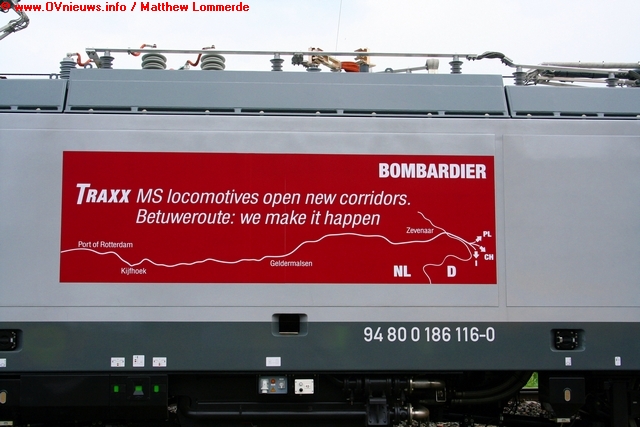 © www.OVnieuws.info / Matthew Lommerde
BOMBARDIER
TRAXX MS locomotives open new corridors.
Betuweroute: we make it happen
Port of Rotterdam
Kijfhoek
Geldermalsen
Zevenaar
PL
CH
I
NL D
94 80 0 186 116-0